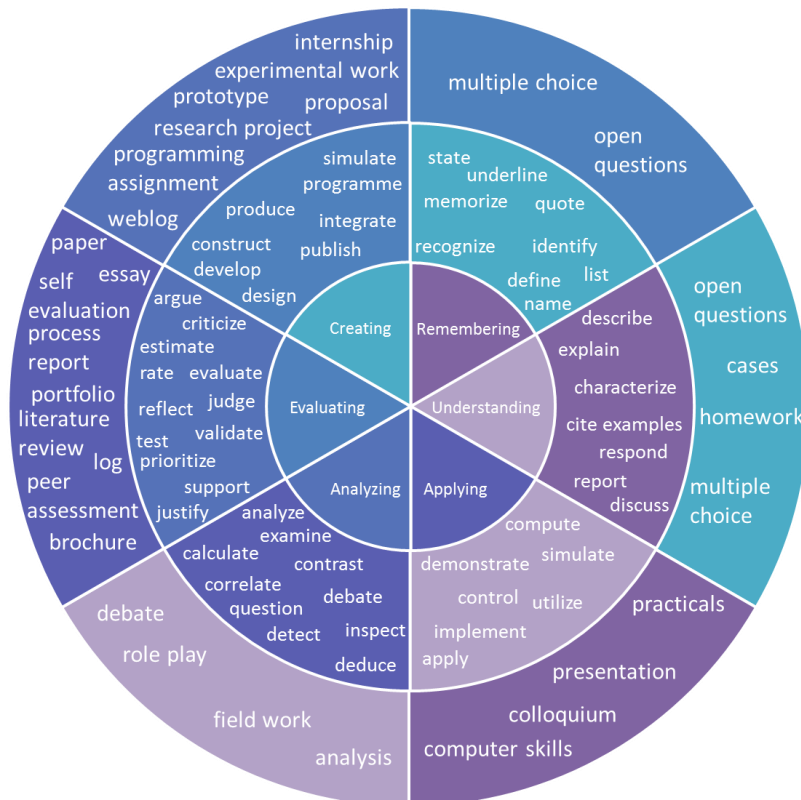 internship
experimental work
prototype
proposal
research project
programming
assignment
weblog
multiple choice
open
questions
simulate
programme
produce
integrate
construct
publish
develop
design
state
underline
memorize
quote
recognize
identify
list
define
name
paper
self
essay
evaluation
process
report
portfolio
literature
review
log
peer
assessment
brochure
argue
criticize
estimate
rate
evaluate
reflect
judge
test
validate
prioritize
support
justify
Creating
Remembering
Evaluating
Understanding
Analyzing
Applying
describe
explain
characterize
cite examples
respond
report
discuss
open
questions
cases
homework
multiple
choice
analyze
examine
calculate
contrast
correlate
debate
question
detect
inspect
deduce
compute
demonstrate
simulate
control
utilize
implement
apply
debate
role play
field work
analysis
practicals
presentation
colloquium
computer skills